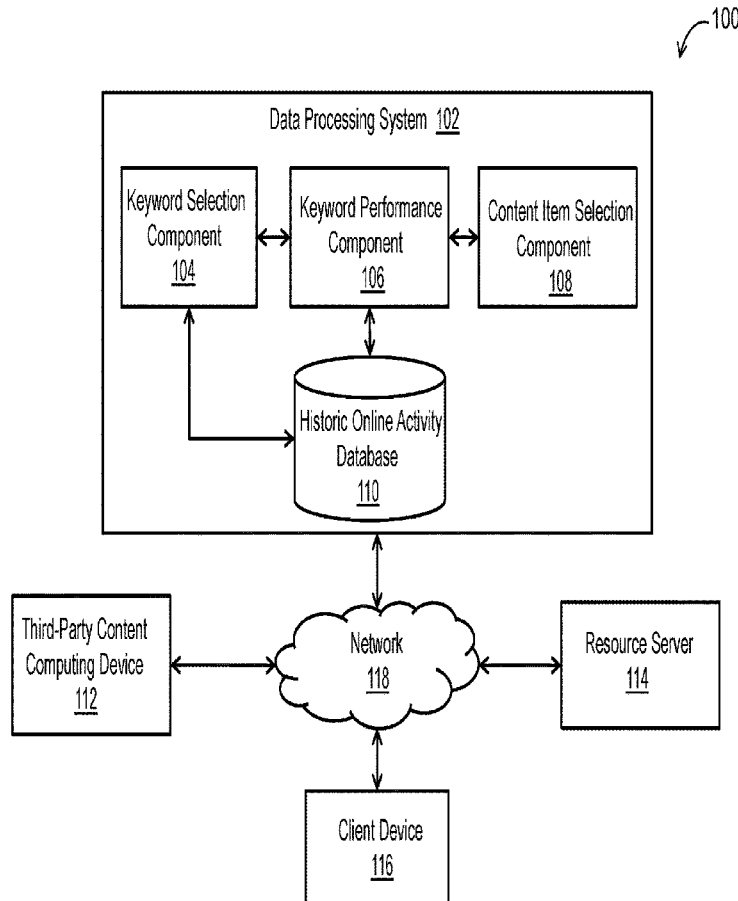 100
Data Processing System 102
Keyword Selection
Component
104
Keyword Performance
Component
106
Content Item Selection
Component
108
Historic Online Activity
Database
110
Third-Party Content
Computing Device
112
Network
118
Resource Server
114
Client Device
116